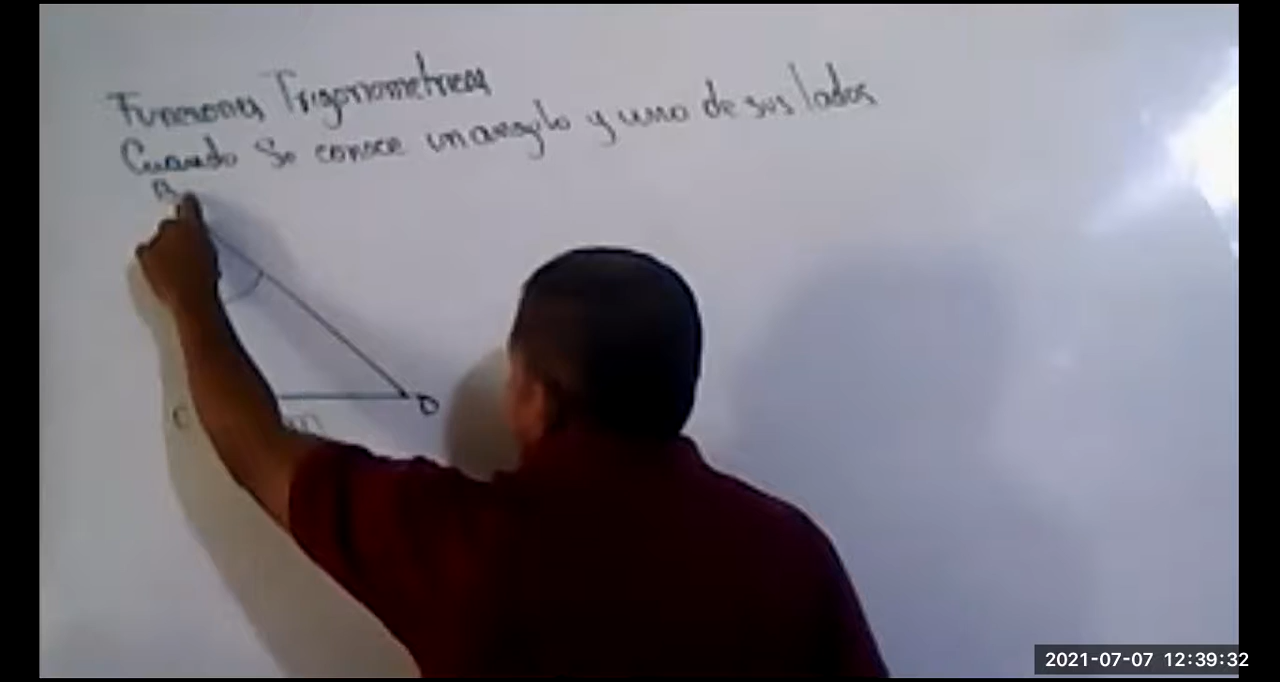 Funciones Trigonometricas
Cuando Se conoce un angulo y uno de sus lados
B
C
D
2021-07-07 12:39:32